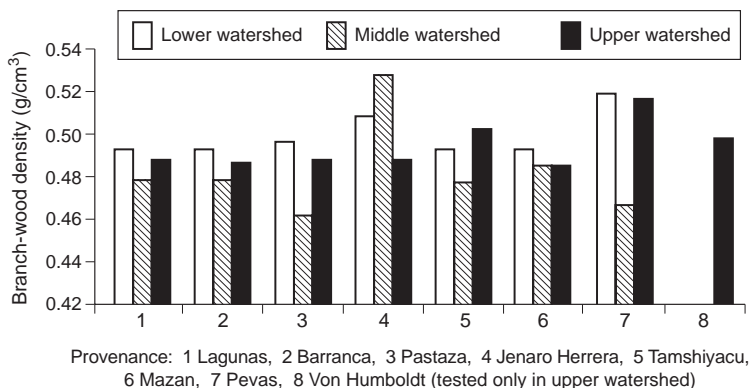 Lower watershed Middle watershed Upper watershed
Branch-wood density (g/cm³)
0.54
0.52
0.50
0.48
0.46
0.44
0.42
1 2 3 4 5 6 7 8
Provenance: 1 Lagunas, 2 Barranca, 3 Pastaza, 4 Jenaro Herrera, 5 Tamshiyacu,
6 Mazan, 7 Pevas, 8 Von Humboldt (tested only in upper watershed)